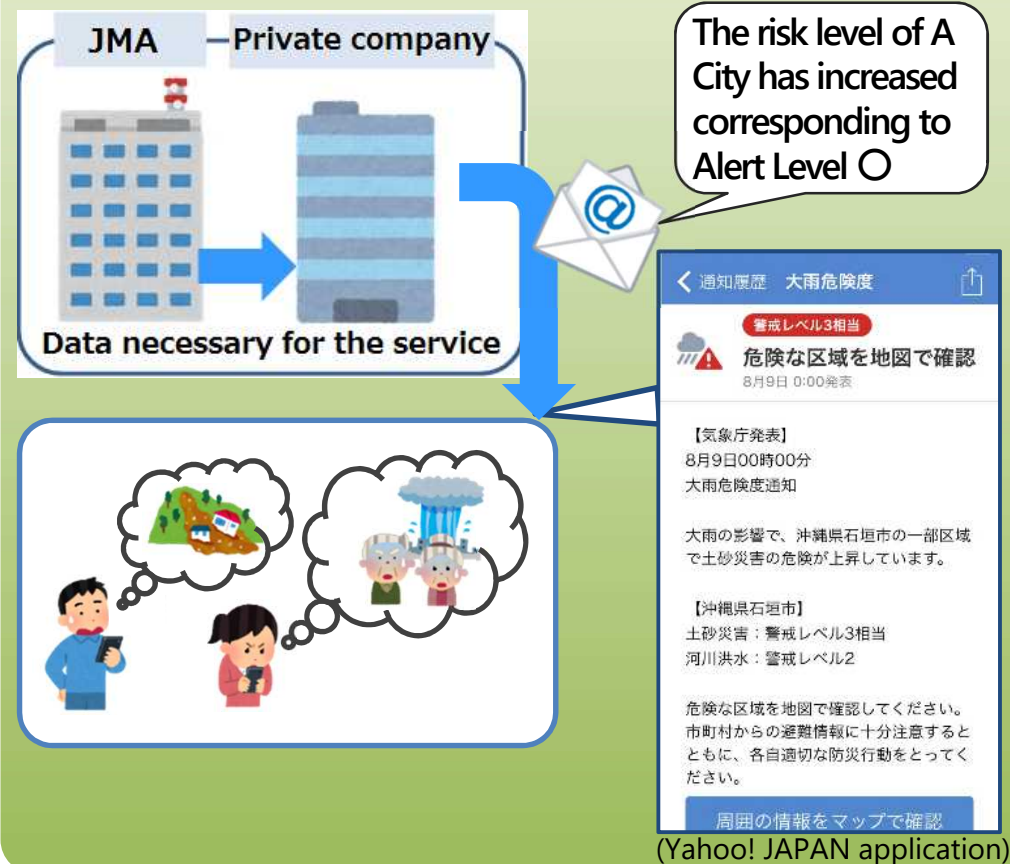 JMA
Private company
Data necessary for the service
The risk level of A
City has increased
corresponding to
Alert Level ○
@
通知履歴 大雨危険度
警戒レベル3相当
危険な区域を地図で確認
8月9日 0:00発表
【気象庁発表】
8月9日00時00分
大雨危険度通知
大雨の影響で、沖縄県石垣市の一部区域
で土砂災害の危険が上昇しています。
【沖縄県石垣市】
土砂災害：警戒レベル3相当
河川洪水：警戒レベル2
危険な区域を地図で確認してください。
市町村からの避難情報に十分注意すると
ともに、各自適切な防災行動をとってく
ださい。
周囲の情報をマップで確認
(Yahoo! JAPAN application)